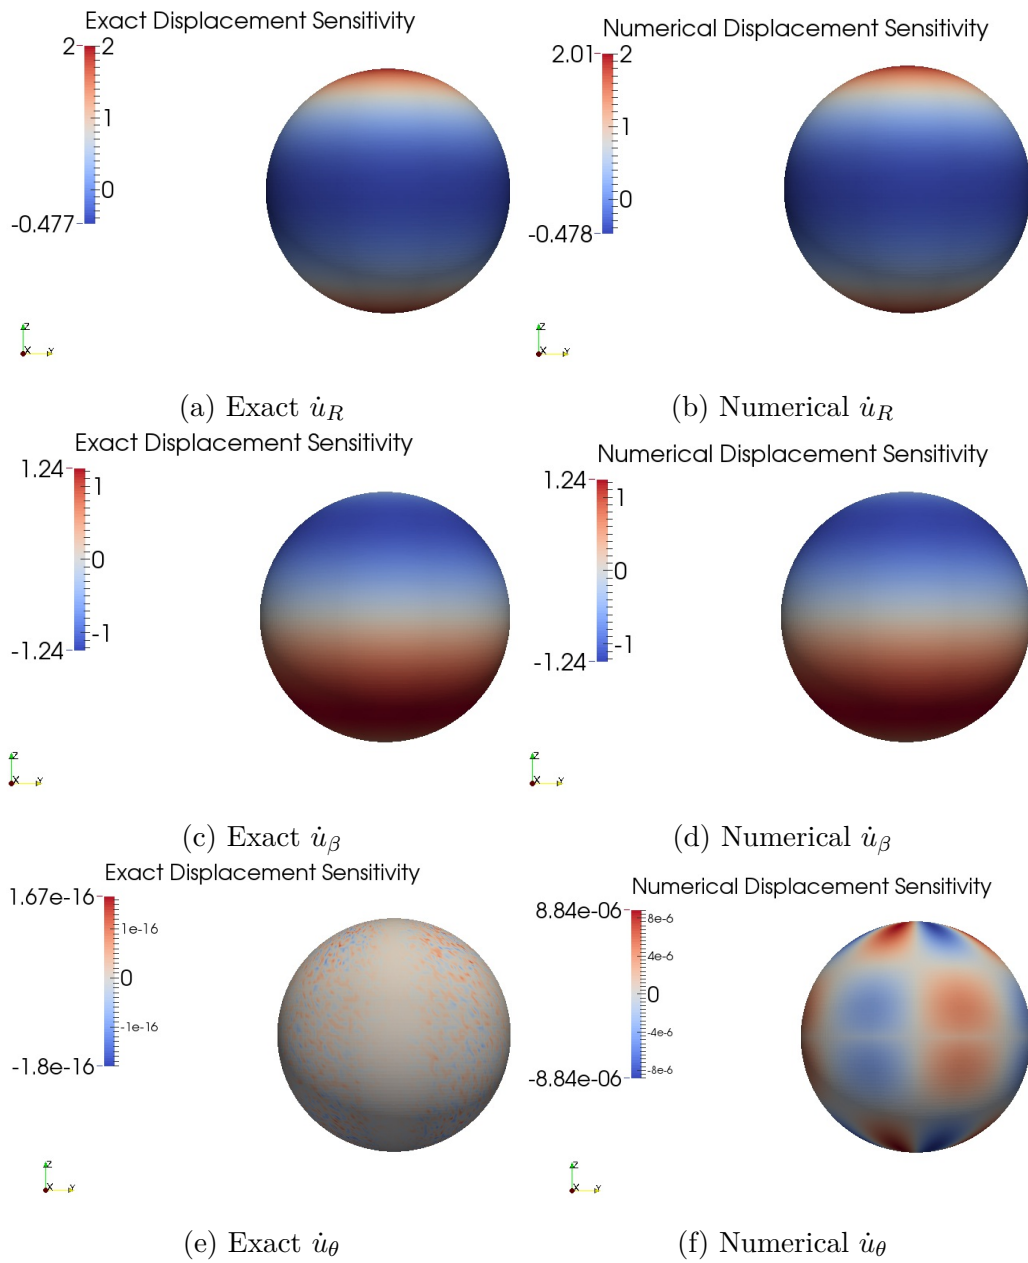 Exact Displacement Sensitivity
2 2
1
0
-0.477
Z
X Y
(a) Exact u̇_R
Numerical Displacement Sensitivity
2.01 2
1
0
-0.478
Z
X Y
(b) Numerical u̇_R
Exact Displacement Sensitivity
1.24
1
0
-1
-1.24
Z
X Y
(c) Exact u̇_β
Numerical Displacement Sensitivity
1.24
1
0
-1
-1.24
Z
X Y
(d) Numerical u̇_β
Exact Displacement Sensitivity
1.67e-16
1e-16
0
-1e-16
-1.8e-16
Z
X Y
(e) Exact u̇_θ
Numerical Displacement Sensitivity
8.84e-06
8e-6
4e-6
0
-4e-6
-8e-6
-8.84e-06
Z
X Y
(f) Numerical u̇_θ